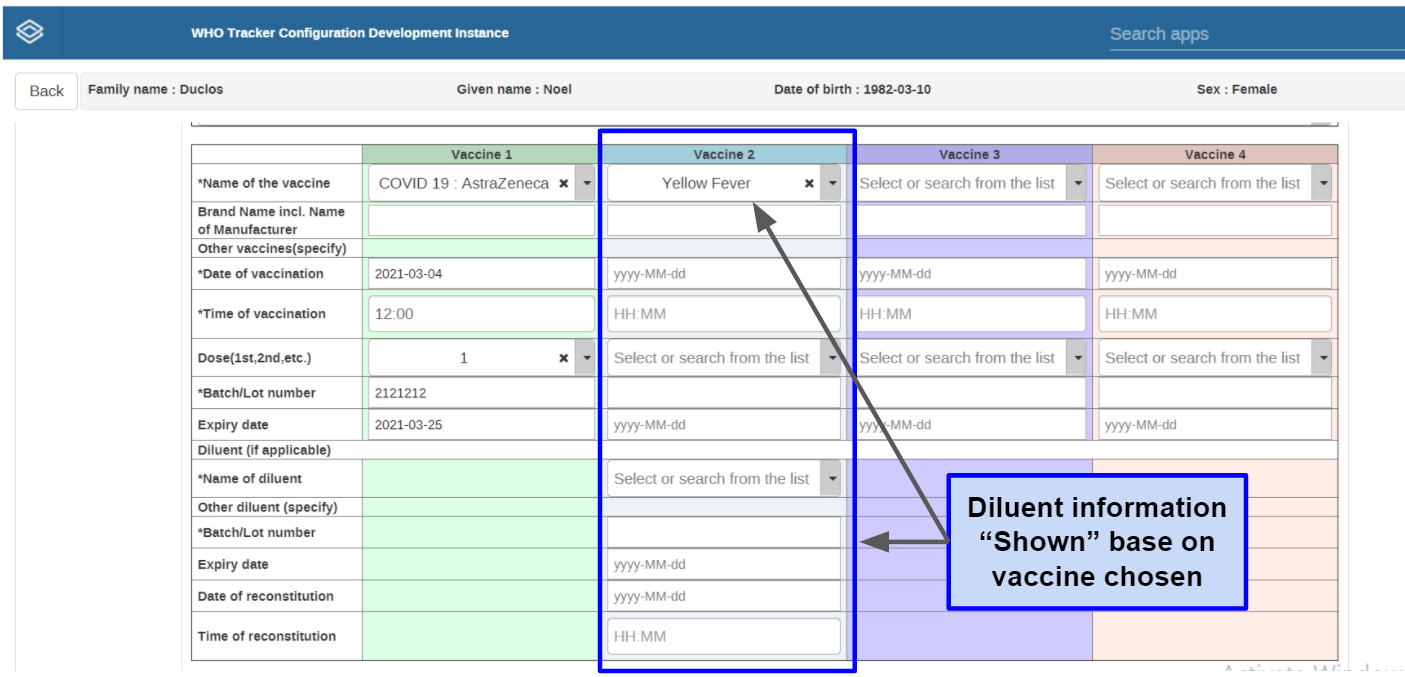 WHO Tracker Configuration Development Instance Search apps
Back Family name : Duclos Given name : Noel Date of birth : 1982-03-10 Sex : Female
Vaccine 1 Vaccine 2 Vaccine 3 Vaccine 4
*Name of the vaccine COVID 19 : AstraZeneca Yellow Fever Select or search from the list Select or search from the list
Brand Name incl. Name
of Manufacturer
Other vaccines(specify)
*Date of vaccination 2021-03-04 yyyy-MM-dd yyyy-MM-dd yyyy-MM-dd
*Time of vaccination 12:00 HH:MM HH:MM HH:MM
Dose(1st,2nd,etc.) 1 Select or search from the list Select or search from the list Select or search from the list
*Batch/Lot number 2121212
Expiry date 2021-03-25 yyyy-MM-dd yyyy-MM-dd yyyy-MM-dd
Diluent (if applicable)
*Name of diluent Select or search from the list
Other diluent (specify)
*Batch/Lot number
Expiry date yyyy-MM-dd
Date of reconstitution yyyy-MM-dd
Time of reconstitution HH:MM
Diluent information
“Shown” base on
vaccine chosen